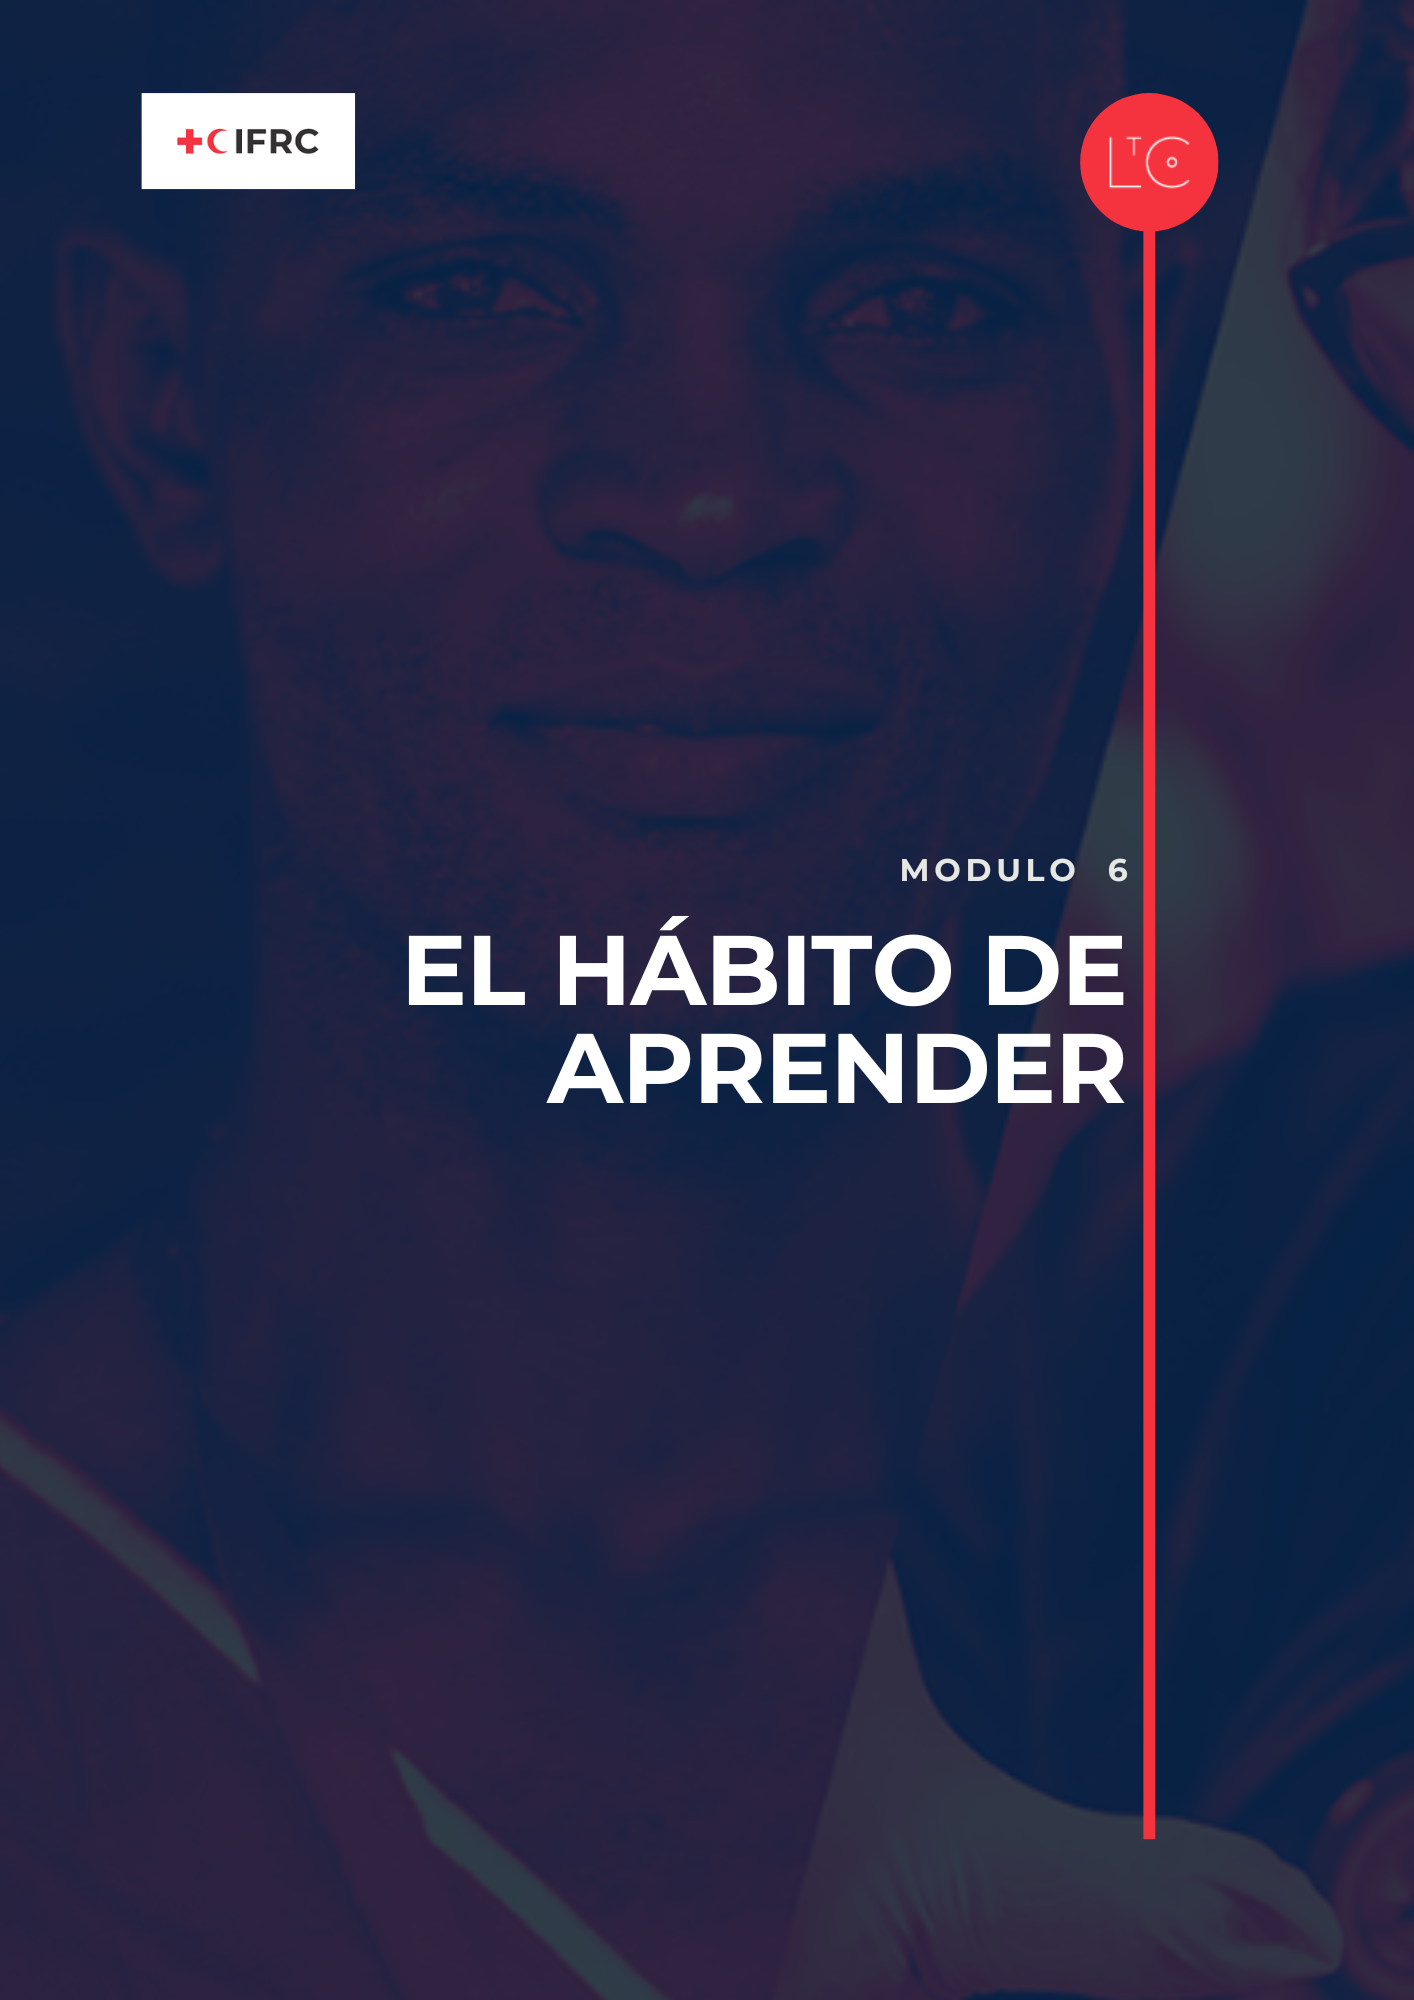 IFRC
LTC
MODULO 6
EL HÁBITO DE
APRENDER